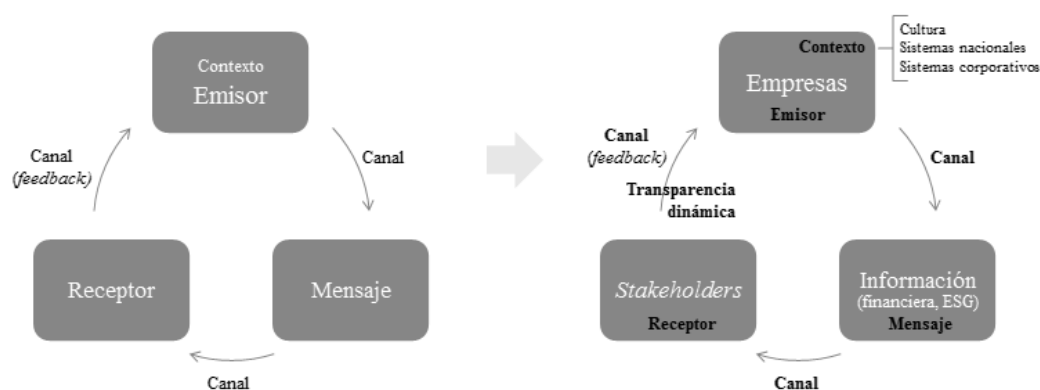 Contexto
Emisor
Canal
(feedback)
Canal
Receptor
Mensaje
Canal
Contexto
Cultura
Sistemas nacionales
Sistemas corporativos
Empresas
Emisor
Canal
(feedback)
Canal
Transparencia
dinámica
Stakeholders
Receptor
Información
(financiera, ESG)
Mensaje
Canal